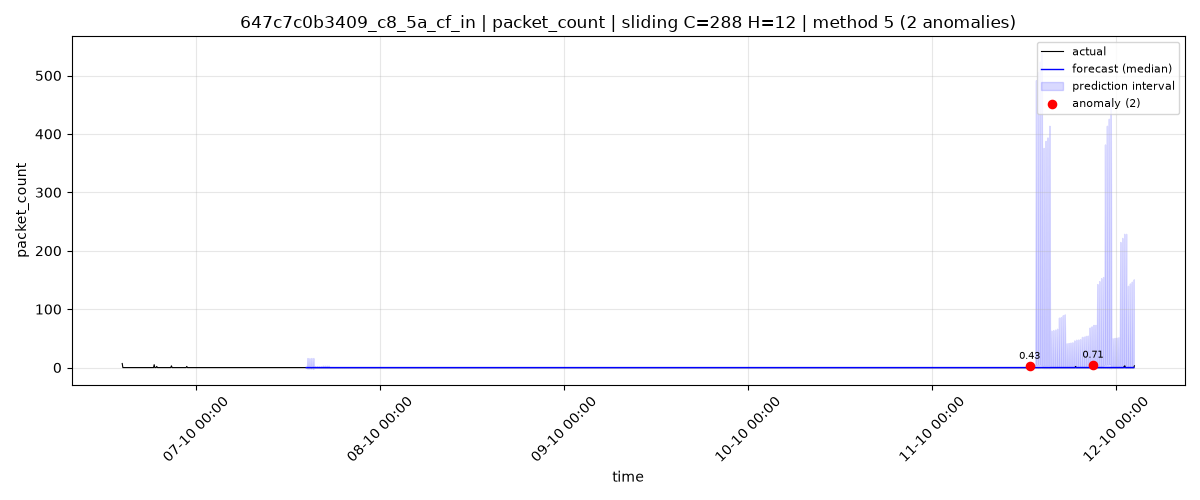 647c7c0b3409_c8_5a_cf_in | packet_count | sliding C=288 H=12 | method 5 (2 anomalies)
actual
forecast (median)
prediction interval
anomaly (2)
packet_count
500
400
300
200
100
0
0.43
0.71
07-10 00:00
08-10 00:00
09-10 00:00
10-10 00:00
11-10 00:00
12-10 00:00
time